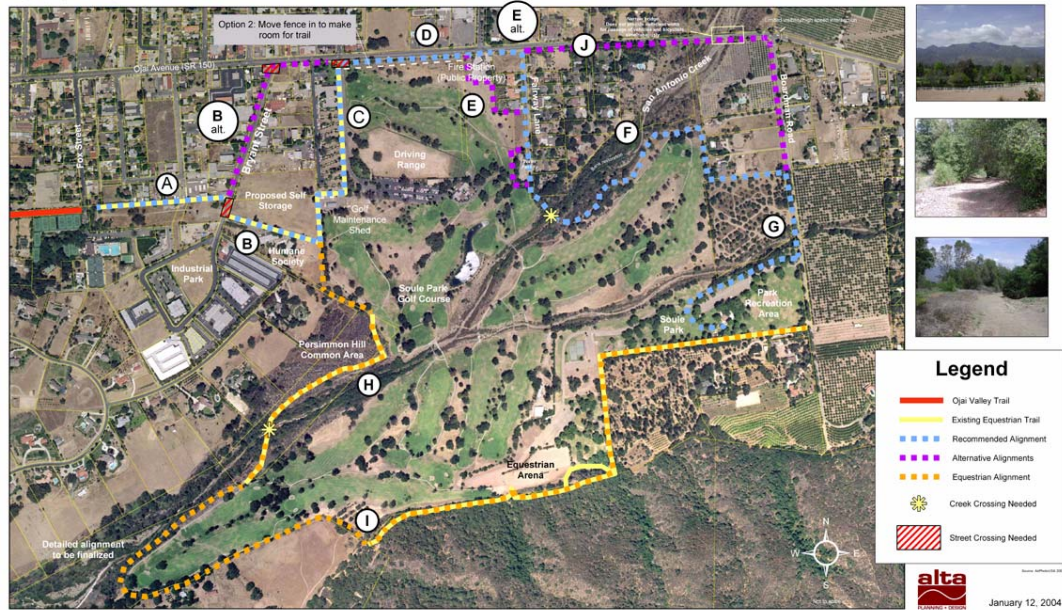 Option 2: Move fence in to make
room for trail
D
E
alt.
J
Ojai Avenue (SR 150)
Fire Station
(Public Property)
San Antonio Creek
Boardman Road
Fairway Lane
B
alt.
Bryant Street
Fox Street
C
E
F
Driving
Range
A
Proposed Self
Storage
Golf
Maintenance
Shed
B
Humane
Society
Industrial
Park
G
Soule Park
Golf Course
Park
Recreation
Area
Soule
Park
Persimmon Hill
Common Area
H
Equestrian
Arena
I
Detailed alignment
to be finalized
N
W
E
S
Legend
Ojai Valley Trail
Existing Equestrian Trail
Recommended Alignment
Alternative Alignments
Equestrian Alignment
Creek Crossing Needed
Street Crossing Needed
alta
PLANNING + DESIGN
January 12, 2004